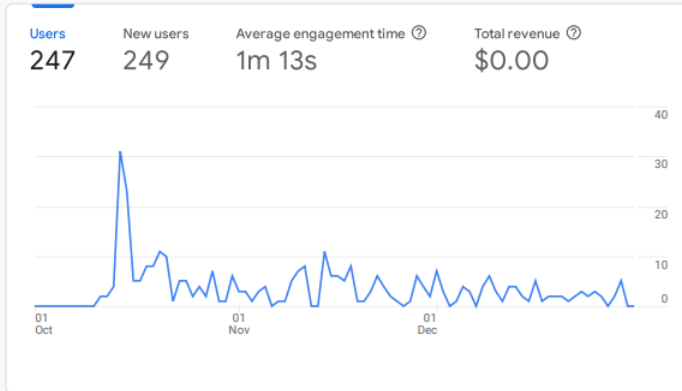 Users New users Average engagement time Total revenue
247 249 1m 13s $0.00
40
30
20
10
0
01 01 01
Oct Nov Dec